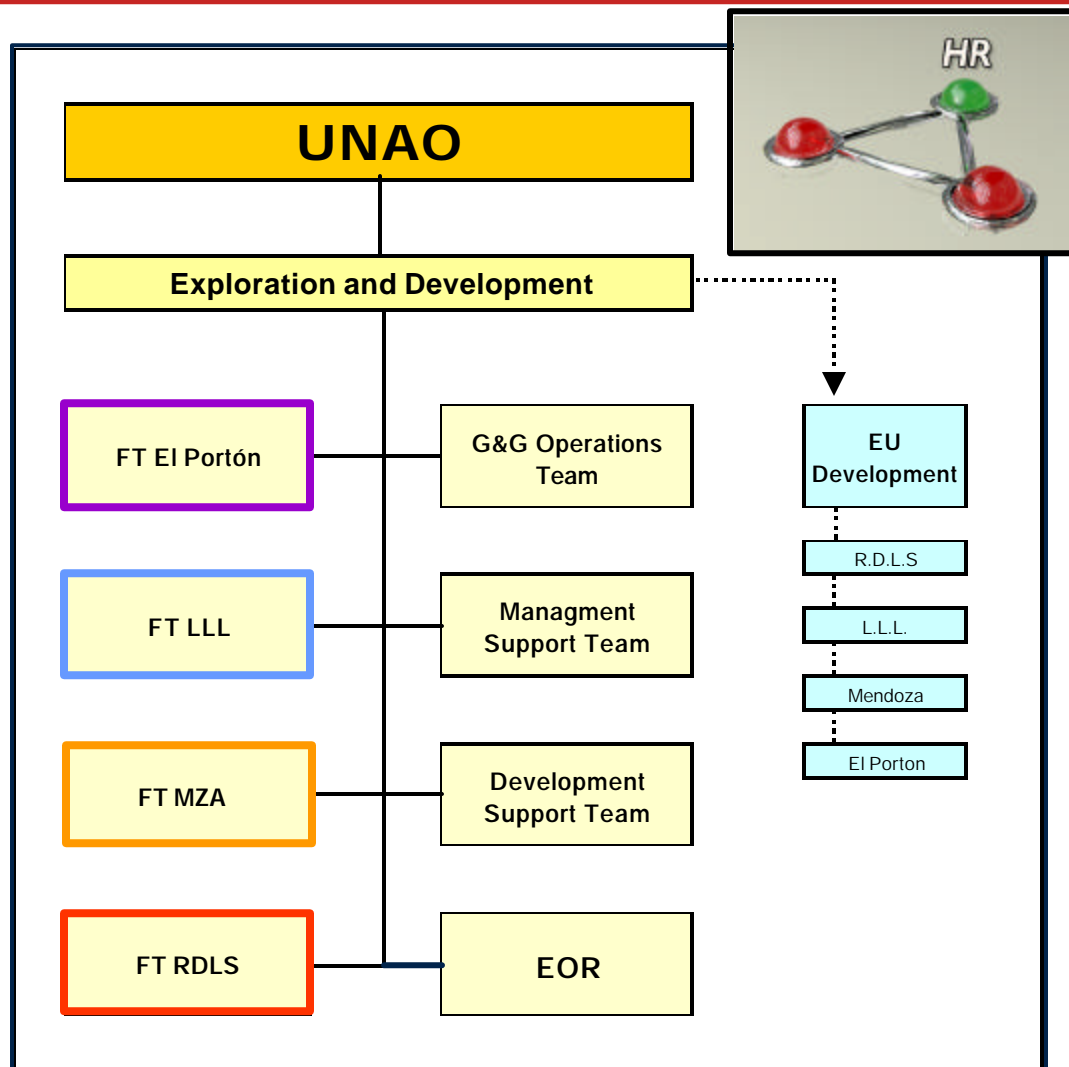 HR
UNAO
Exploration and Development
FT El Portón
G&G Operations
Team
EU
Development
R.D.L.S
FT LLL
Managment
Support Team
L.L.L.
Mendoza
FT MZA
Development
Support Team
El Porton
FT RDLS
EOR